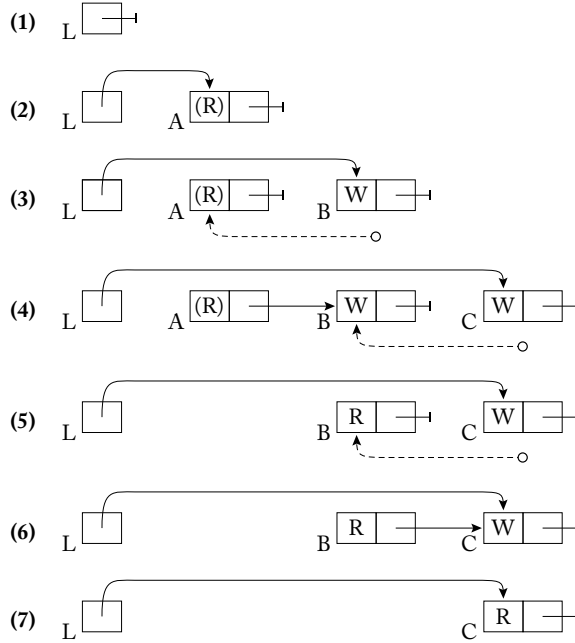 (1) L
(2) L A (R)
(3) L A (R) B W
(4) L A (R) B W C W
(5) L B R C W
(6) L B R C W
(7) L C R